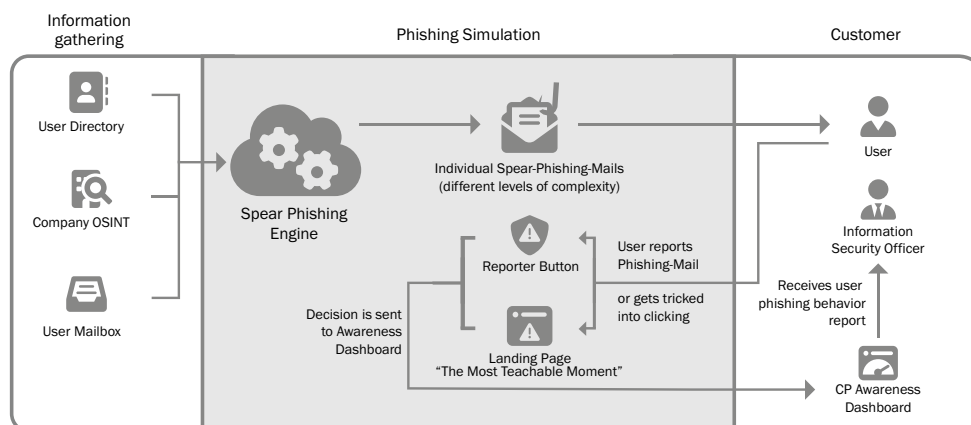 Information
gathering
Phishing Simulation
Customer
User Directory
Company OSINT
User Mailbox
Spear Phishing
Engine
Individual Spear-Phishing-Mails
(different levels of complexity)
User
Information
Security Officer
Reporter Button
User reports
Phishing-Mail
or gets tricked
into clicking
Decision is sent
to Awareness
Dashboard
Landing Page
“The Most Teachable Moment”
Receives user
phishing behavior
report
CP Awareness
Dashboard